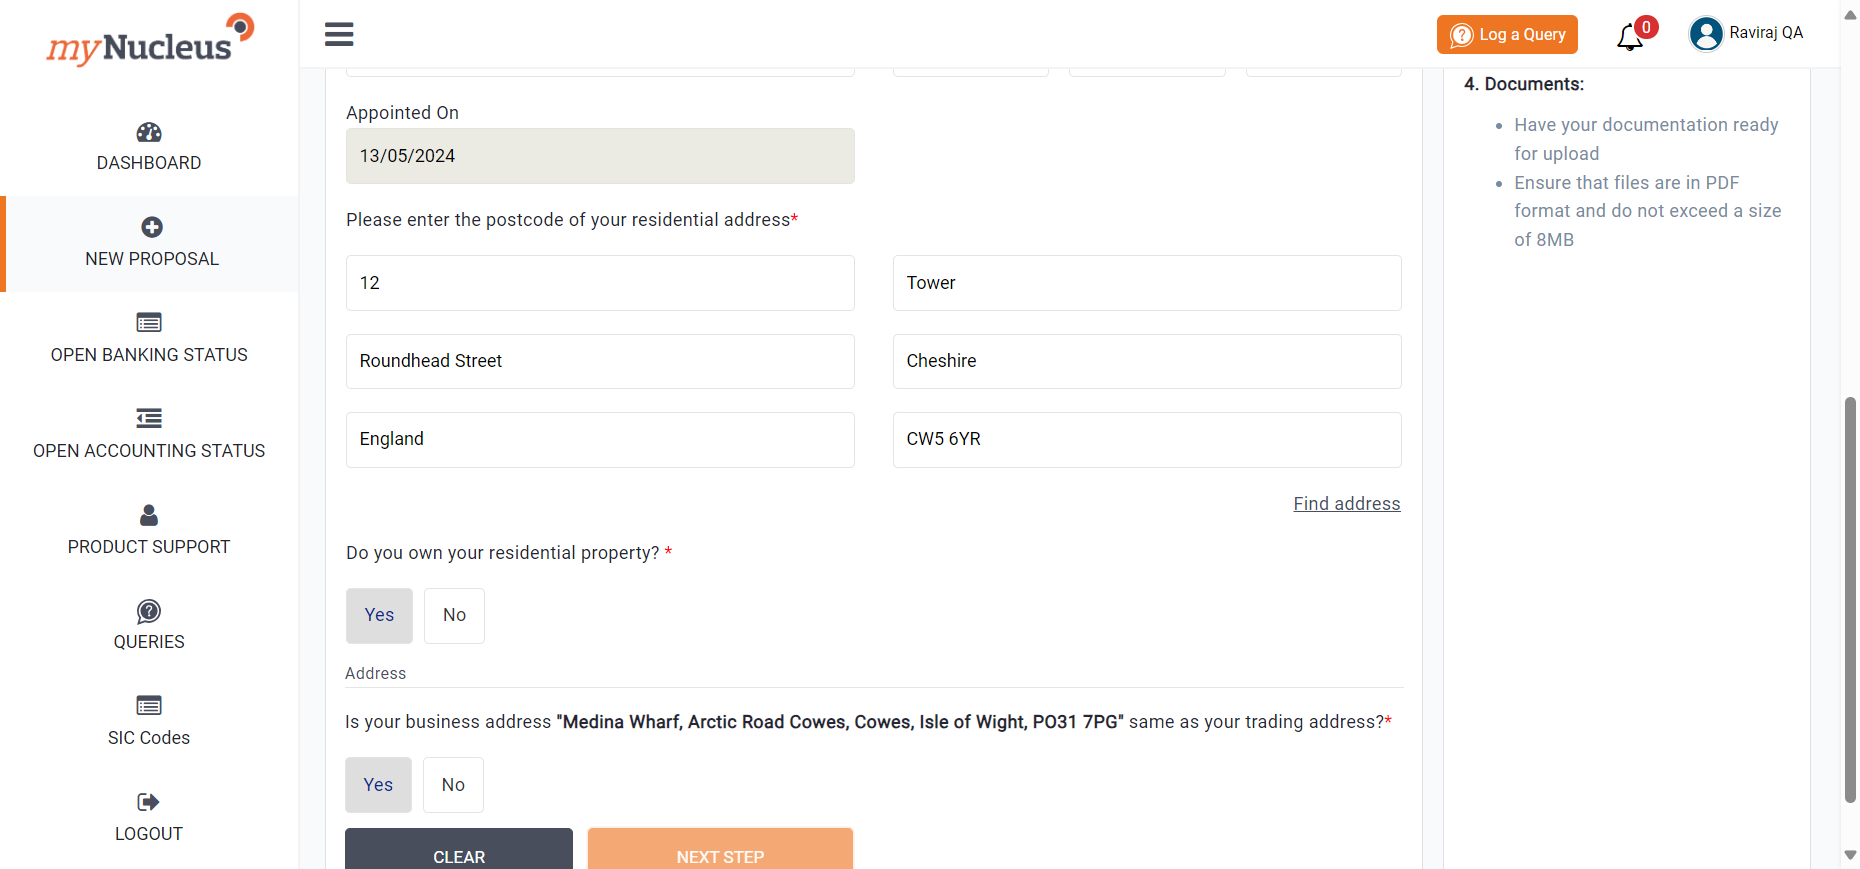 myNucleus
Log a Query
0
Raviraj QA
DASHBOARD
NEW PROPOSAL
OPEN BANKING STATUS
OPEN ACCOUNTING STATUS
PRODUCT SUPPORT
QUERIES
SIC Codes
LOGOUT
Appointed On
13/05/2024
Please enter the postcode of your residential address*
12
Tower
Roundhead Street
Cheshire
England
CW5 6YR
Find address
Do you own your residential property? *
Yes
No
Address
Is your business address "Medina Wharf, Arctic Road Cowes, Cowes, Isle of Wight, PO31 7PG" same as your trading address?*
Yes
No
CLEAR
NEXT STEP
4. Documents:
• Have your documentation ready
for upload
• Ensure that files are in PDF
format and do not exceed a size
of 8MB